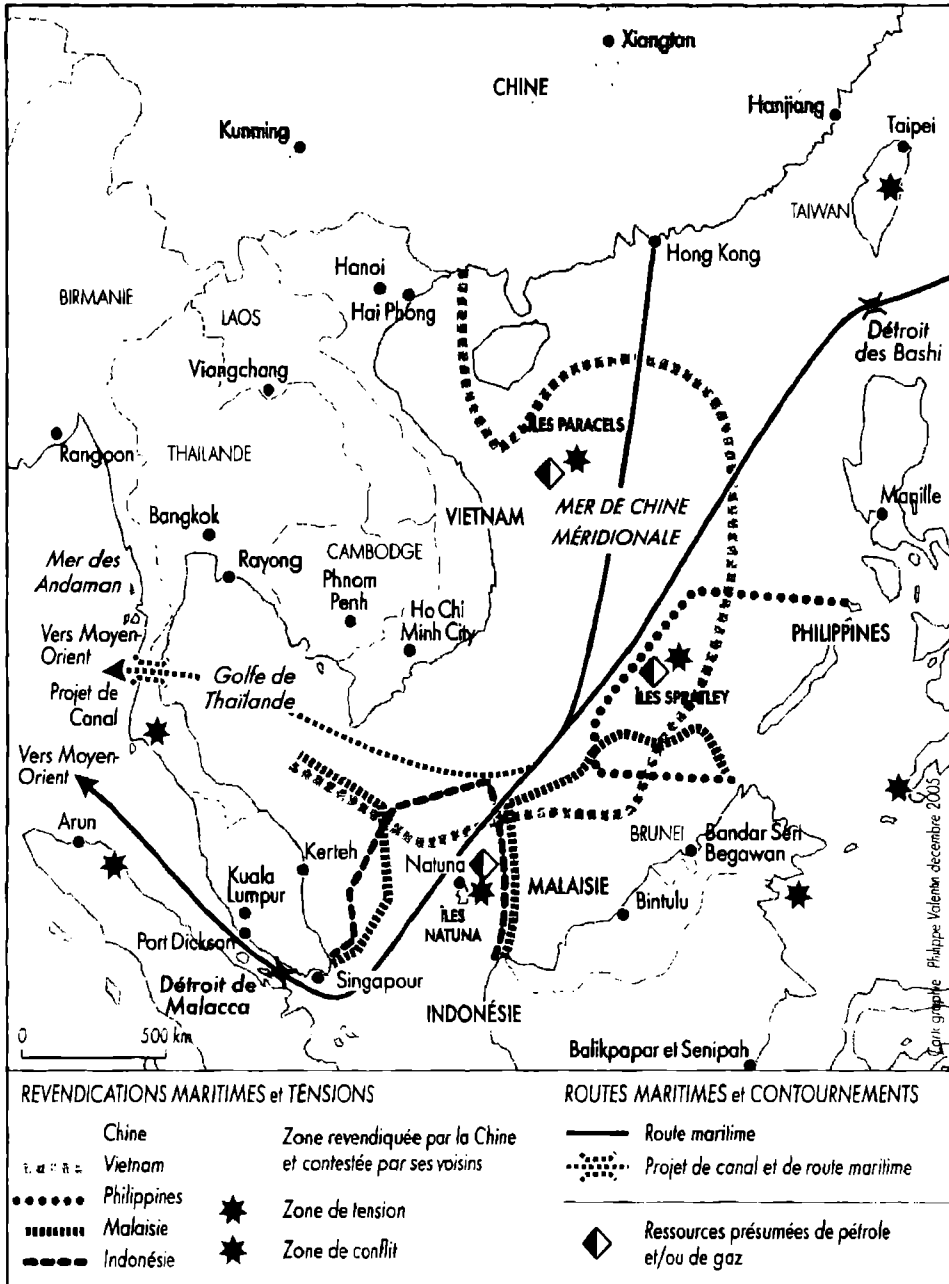 Xiangtan
CHINE
Hanjiang
Kunming
Taipei
TAIWAN
Hong Kong
Hanoi
Hai Phóng
BIRMANIE
LAOS
Détroit
des Bashi
Viangchang
ÎLES PARACELS
Rangoon
THAILANDE
Manille
MER DE CHINE
MÉRIDIONALE
VIETNAM
Bangkok
CAMBODGE
Rayong
Mer des
Andaman
Phnom
Penh
Ho Chi
Minh City
PHILIPPINES
Vers Moyen-
Orient
Golfe de
Thaïlande
Projet de
Canal
ÎLES SPRATLEY
Vers Moyen-
Orient
Arun
BRUNEI
Bandar Seri
Begawan
Kerteh
Natuna
MALAISIE
Kuala
Lumpur
ÎLES
NATUNA
Bintulu
Port Dickson
Détroit de
Malacca
Singapour
INDONÉSIE
0 500 km
Balikpapar et Senipah
Philippe Valentin decembre 2005
REVENDICATIONS MARITIMES et TENSIONS
Chine
Vietnam
Philippines
Malaisie
Indonésie
Zone revendiquée par la Chine
et contestée par ses voisins
Zone de tension
Zone de conflit
ROUTES MARITIMES et CONTOURNEMENTS
Route maritime
Projet de canal et de route maritime
Ressources présumées de pétrole
et/ou de gaz